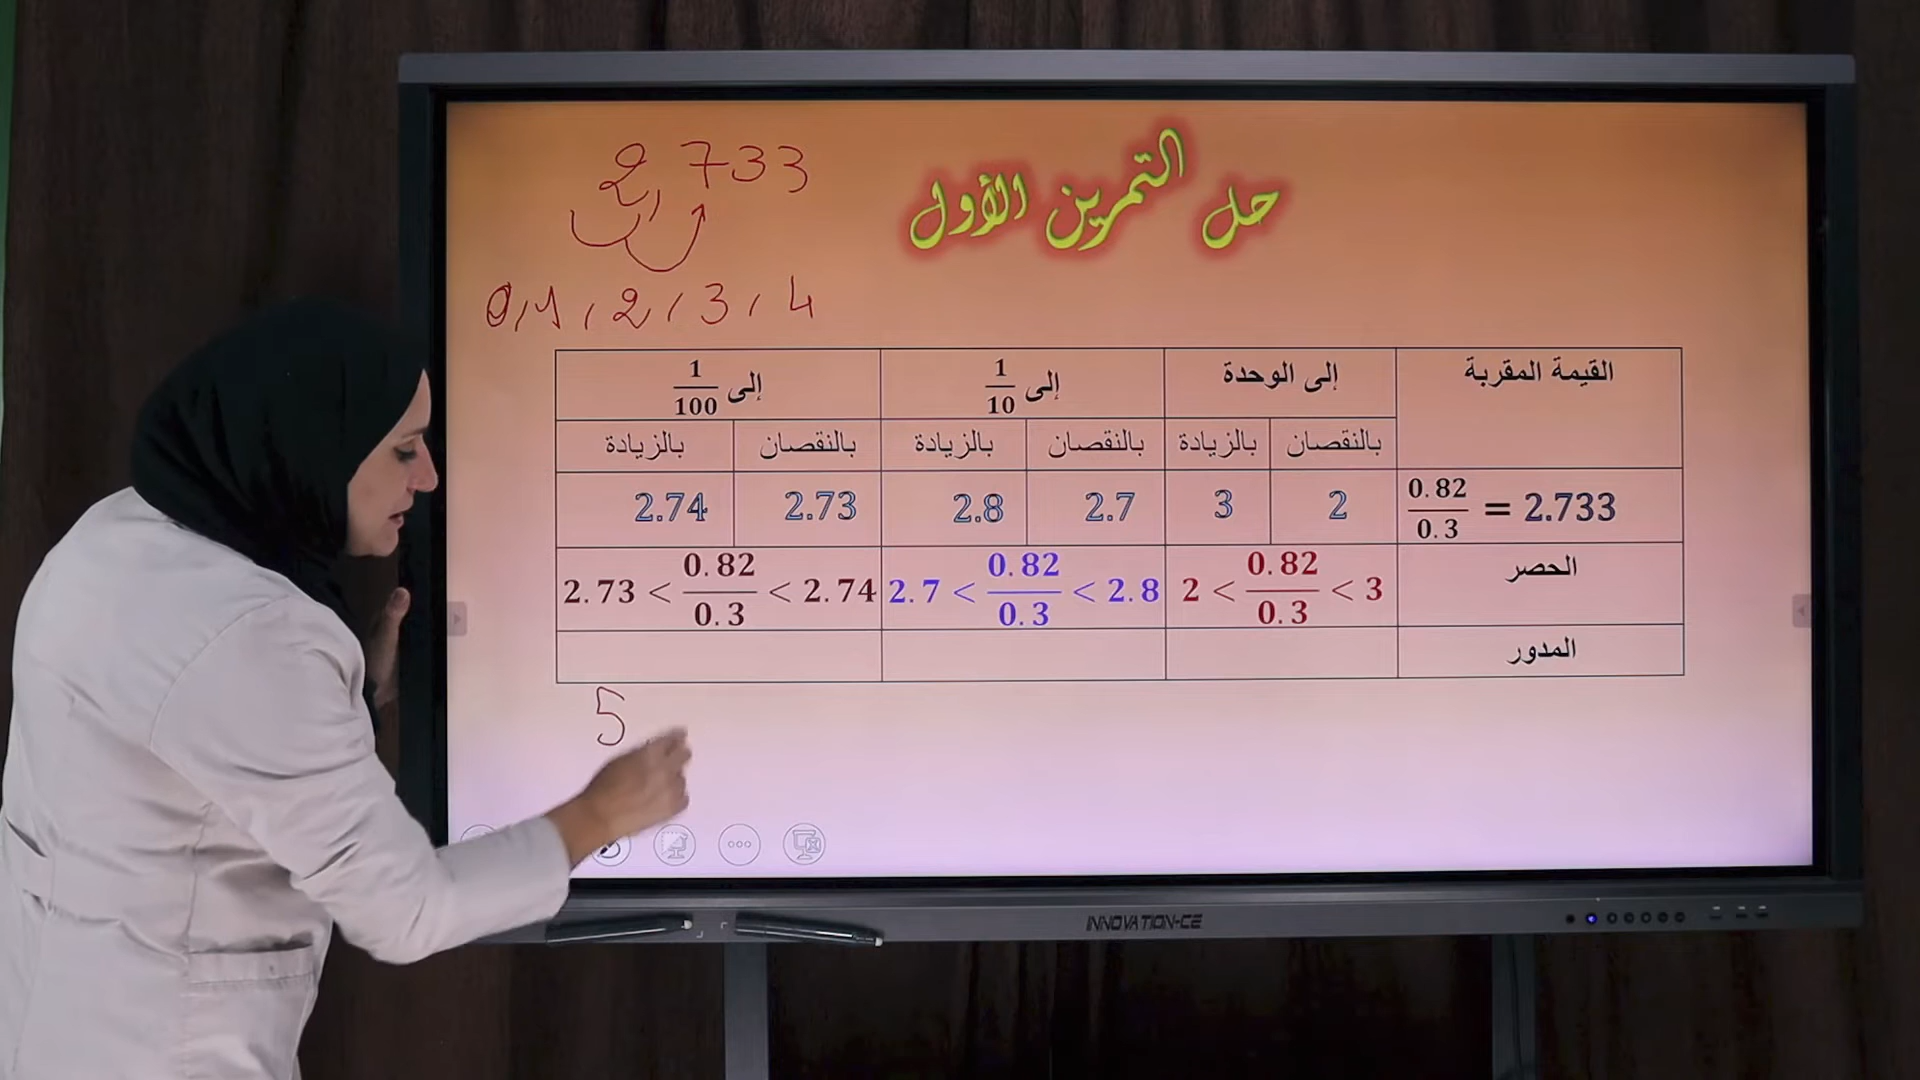 2,733
حل التمرين الأول
0, 1, 2, 3, 4
القيمة المقربة إلى الوحدة إلى 1/10 إلى 1/100
بالنقصان بالزيادة بالنقصان بالزيادة بالنقصان بالزيادة
0.82/0.3 = 2.733 2 3 2.7 2.8 2.73 2.74
الحصر 2 < 0.82/0.3 < 3 2.7 < 0.82/0.3 < 2.8 2.73 < 0.82/0.3 < 2.74
المدور
5
INNOVATION-CE